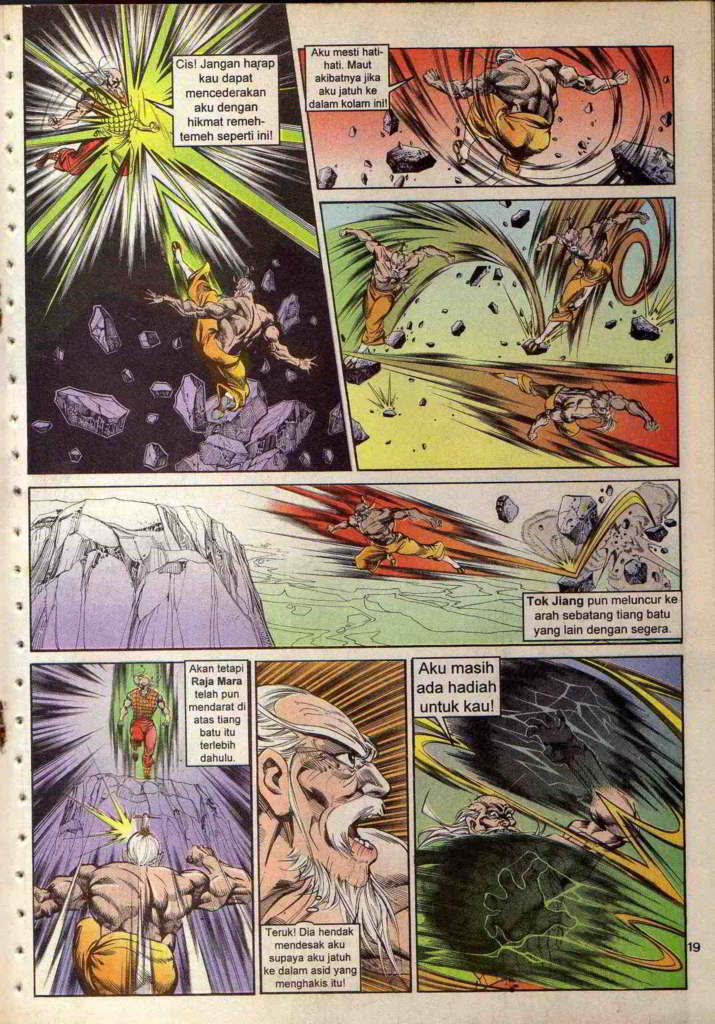 Cis! Jangan harap
kau dapat
mencederakan
aku dengan
hikmat remeh-
temeh seperti ini!
Aku mesti hati-
hati. Maut
akibatnya jika
aku jatuh ke
dalam kolam ini!
Tok Jiang pun meluncur ke
arah sebatang tiang batu
yang lain dengan segera.
Akan tetapi
Raja Mara
telah pun
mendarat di
atas tiang
batu itu
terlebih
dahulu.
Teruk! Dia hendak
mendesak aku
supaya aku jatuh
ke dalam asid yang
menghakis itu!
Aku masih
ada hadiah
untuk kau!
19